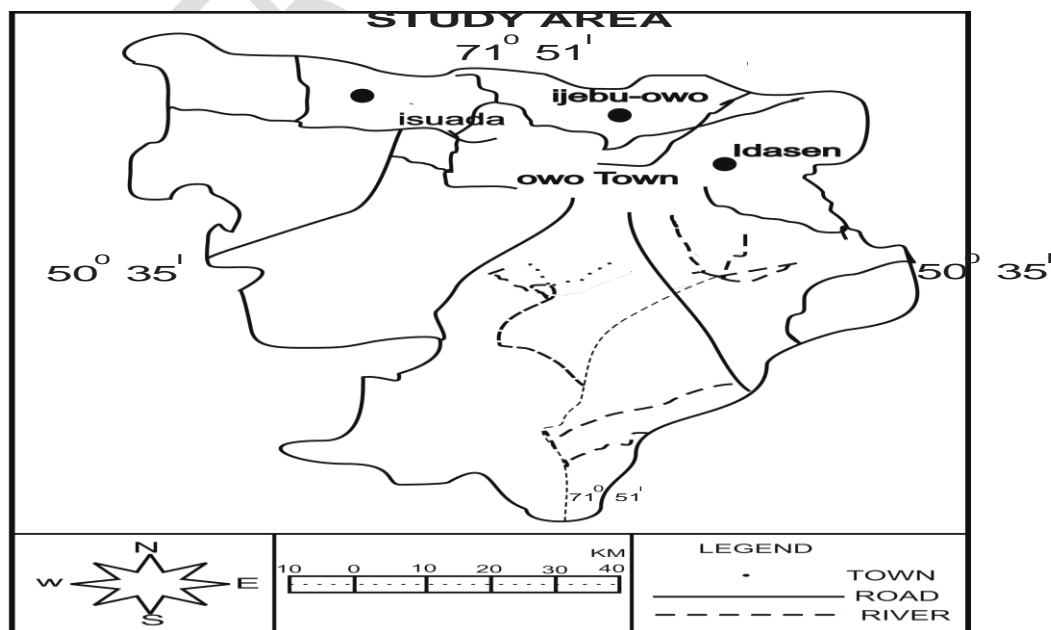 STUDY AREA
71° 51'
ijebu-owo
isuada
Idasen
owo Town
50° 35'
50° 35'
71° 51'
N
W E
S
KM
10 0 10 20 30 40
LEGEND
TOWN
ROAD
RIVER